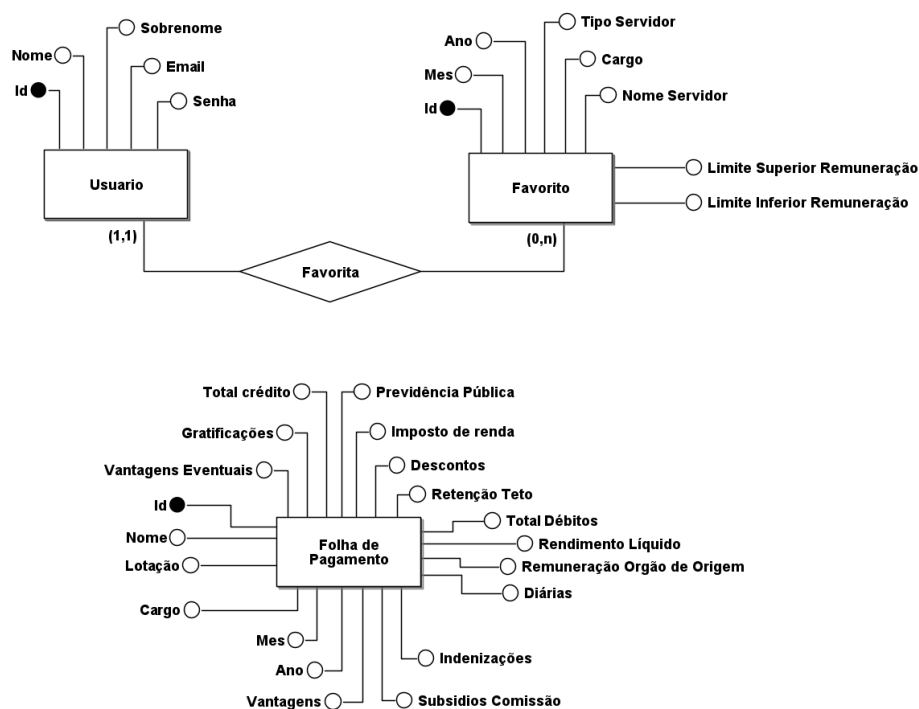 Sobrenome
Nome
Email
Id
Senha
Usuario
(1,1)
Tipo Servidor
Ano
Cargo
Mes
Nome Servidor
Id
Favorito
Limite Superior Remuneração
Limite Inferior Remuneração
(0,n)
Favorita
Total crédito
Previdência Pública
Gratificações
Imposto de renda
Vantagens Eventuais
Descontos
Id
Retenção Teto
Nome
Folha de
Pagamento
Total Débitos
Rendimento Líquido
Lotação
Remuneração Orgão de Origem
Diárias
Cargo
Mes
Indenizações
Ano
Vantagens
Subsidios Comissão